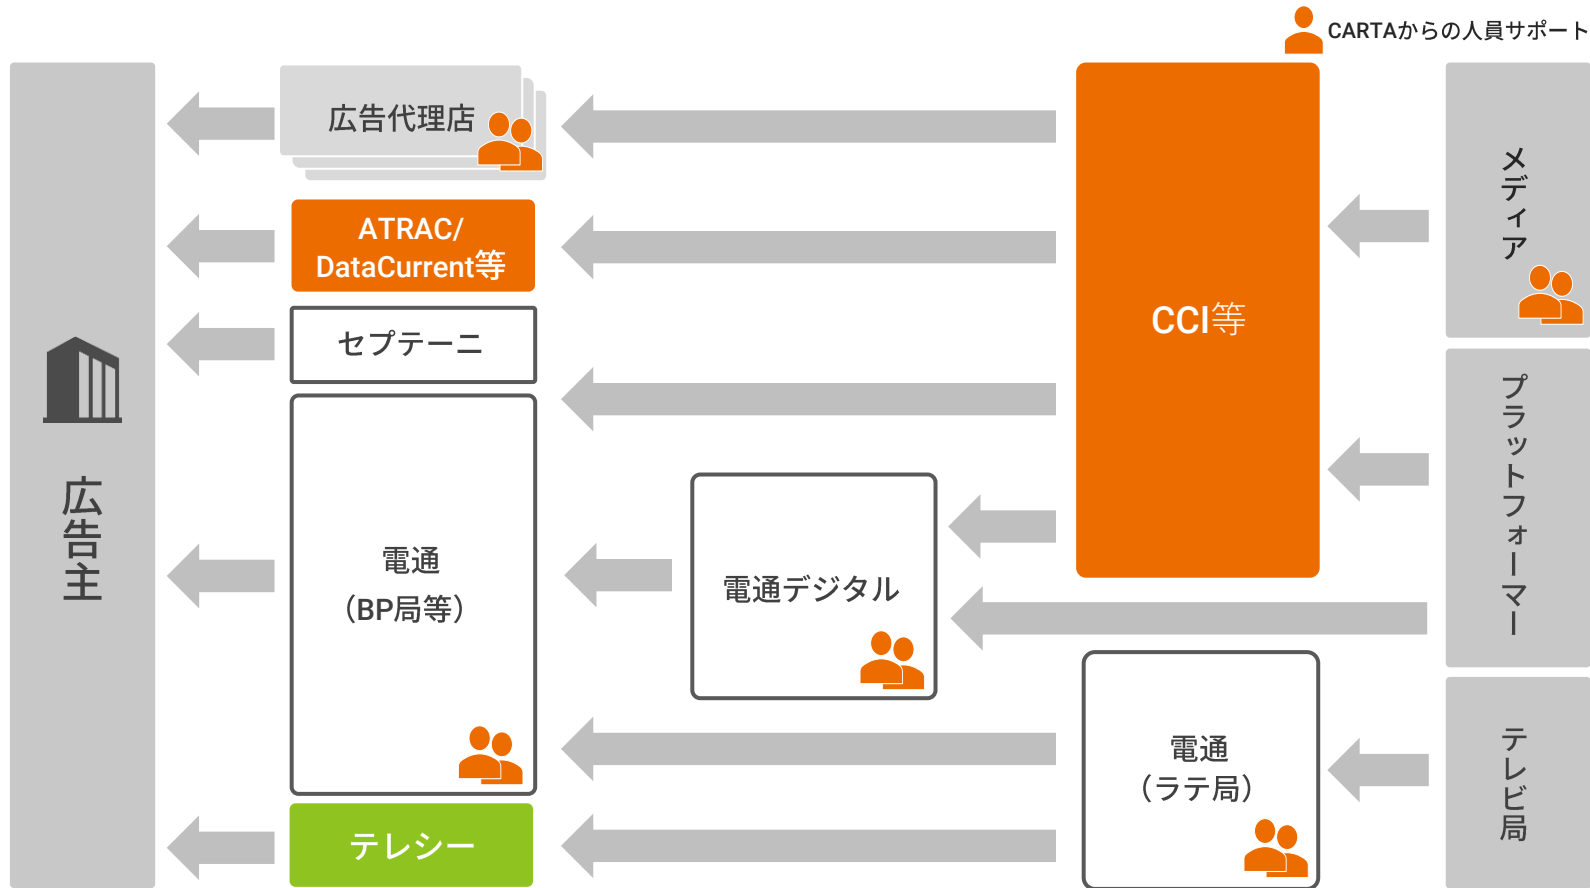 CARTAからの人員サポート
広告主
広告代理店
ATRAC/
DataCurrent等
セプテーニ
電通
（BP局等）
テレシー
電通デジタル
CCI等
電通
（ラテ局）
メディア
プラットフォーマー
テレビ局